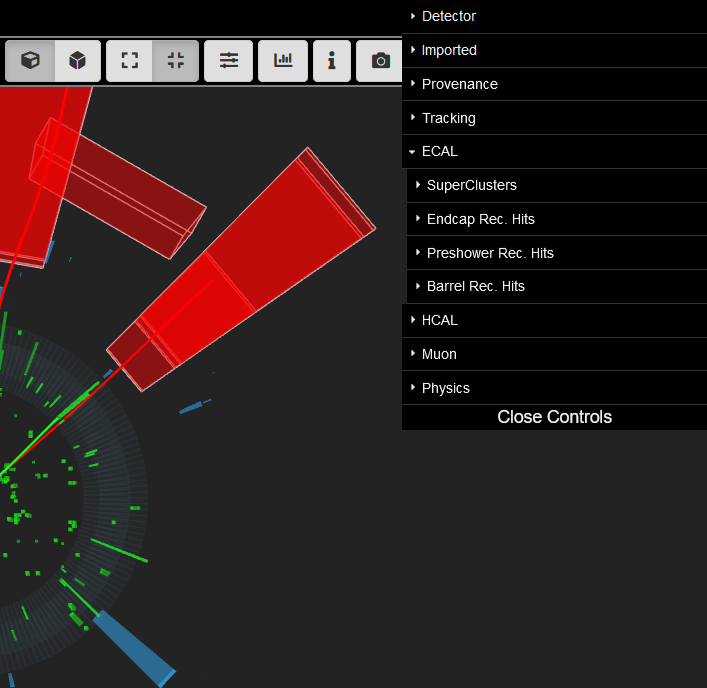 Detector
Imported
Provenance
Tracking
ECAL
SuperClusters
Endcap Rec. Hits
Preshower Rec. Hits
Barrel Rec. Hits
HCAL
Muon
Physics
Close Controls